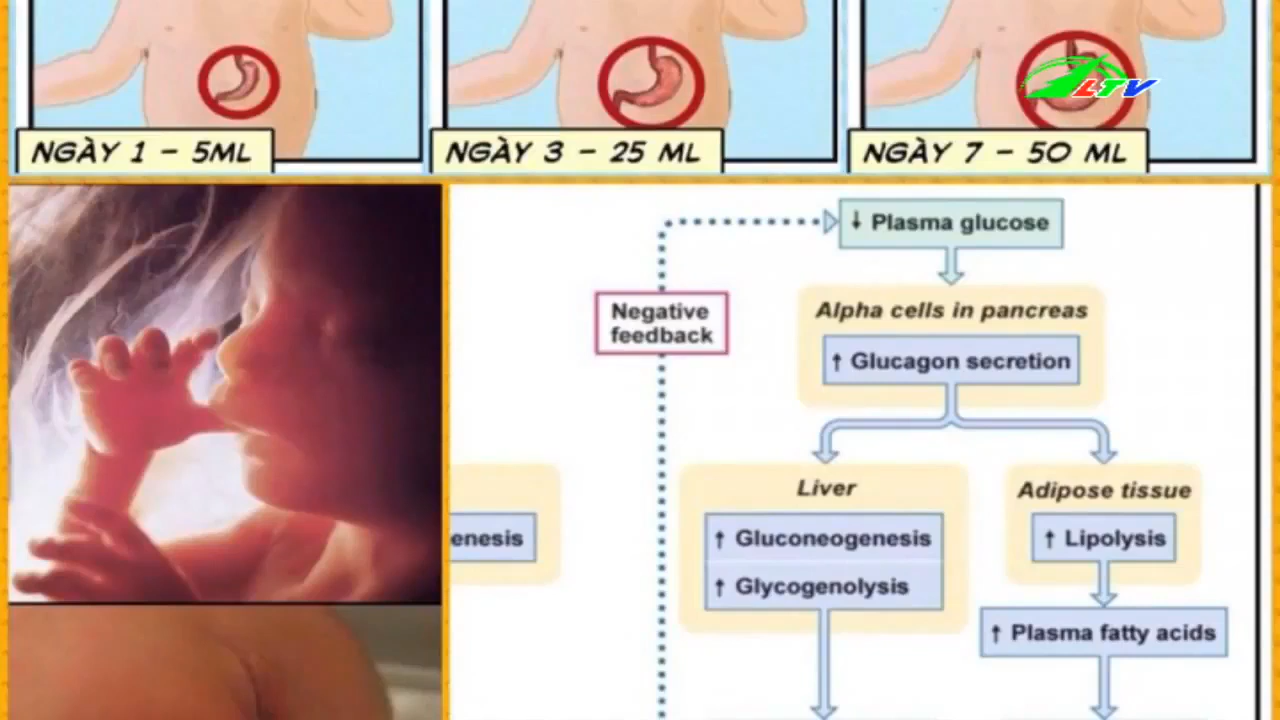 LTV
NGÀY 1 - 5ML
NGÀY 3 - 25 ML
NGÀY 7 - 50 ML
↓ Plasma glucose
Negative
feedback
Alpha cells in pancreas
↑ Glucagon secretion
Liver
Adipose tissue
enesis
↑ Gluconeogenesis
↑ Lipolysis
↑ Glycogenolysis
↑ Plasma fatty acids